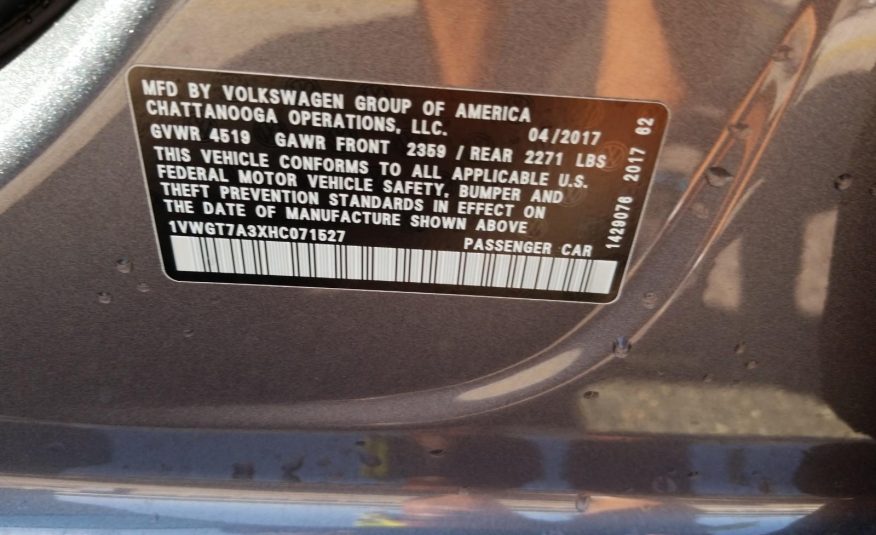 MFD BY VOLKSWAGEN GROUP OF AMERICA
CHATTANOOGA OPERATIONS, LLC.
04/2017
GVWR 4519 GAWR FRONT 2359 / REAR 2271 LBS
THIS VEHICLE CONFORMS TO ALL APPLICABLE U.S.
FEDERAL MOTOR VEHICLE SAFETY, BUMPER AND
THEFT PREVENTION STANDARDS IN EFFECT ON
THE DATE OF MANUFACTURE SHOWN ABOVE
1VWGT7A3XHC071527 PASSENGER CAR
1429076 2017 62